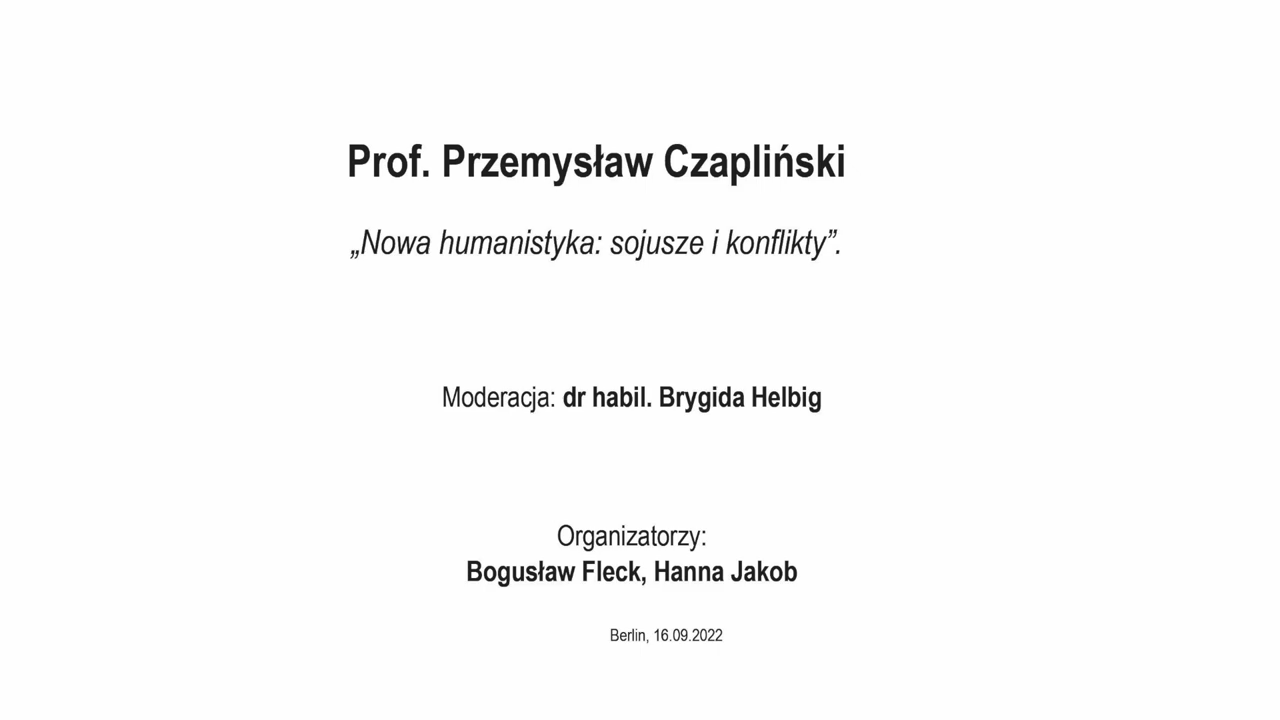 Prof. Przemysław Czapliński
„Nowa humanistyka: sojusze i konflikty”.
Moderacja: dr habil. Brygida Helbig
Organizatorzy:
Bogusław Fleck, Hanna Jakob
Berlin, 16.09.2022